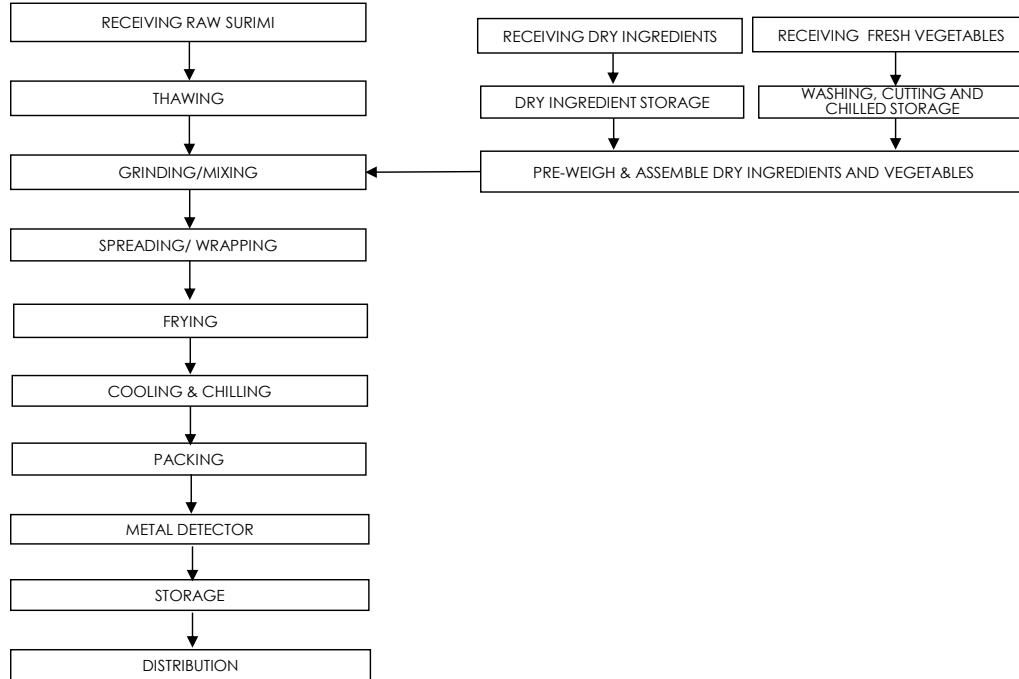 RECEIVING RAW SURIMI
THAWING
GRINDING/MIXING
SPREADING/ WRAPPING
FRYING
COOLING & CHILLING
PACKING
METAL DETECTOR
STORAGE
DISTRIBUTION
RECEIVING DRY INGREDIENTS
DRY INGREDIENT STORAGE
RECEIVING FRESH VEGETABLES
WASHING, CUTTING AND
CHILLED STORAGE
PRE-WEIGH & ASSEMBLE DRY INGREDIENTS AND VEGETABLES